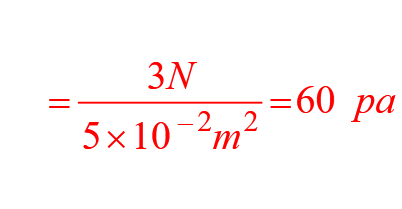 = 3N / 5×10⁻²m² =60 pa